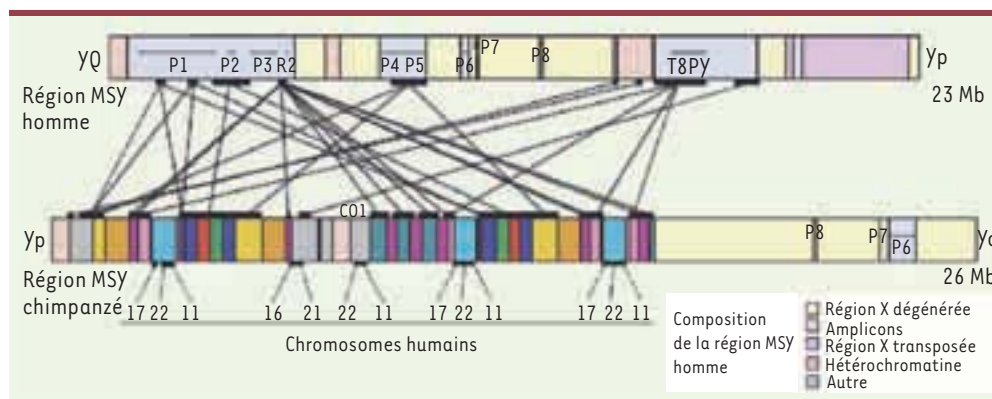 YQ P1 P2 P3 R2 P4 P5 P6 P7 P8 T8PY Yp
Région MSY
homme
23 Mb
CO1
Yp P8 P7 P6
Région MSY
chimpanzé
26 Mb
17 22 11 16 21 22 11 17 22 11 17 22 11
Chromosomes humains
Composition
de la région MSY
homme
Région X dégénérée
Amplicons
Région X transposée
Hétérochromatine
Autre